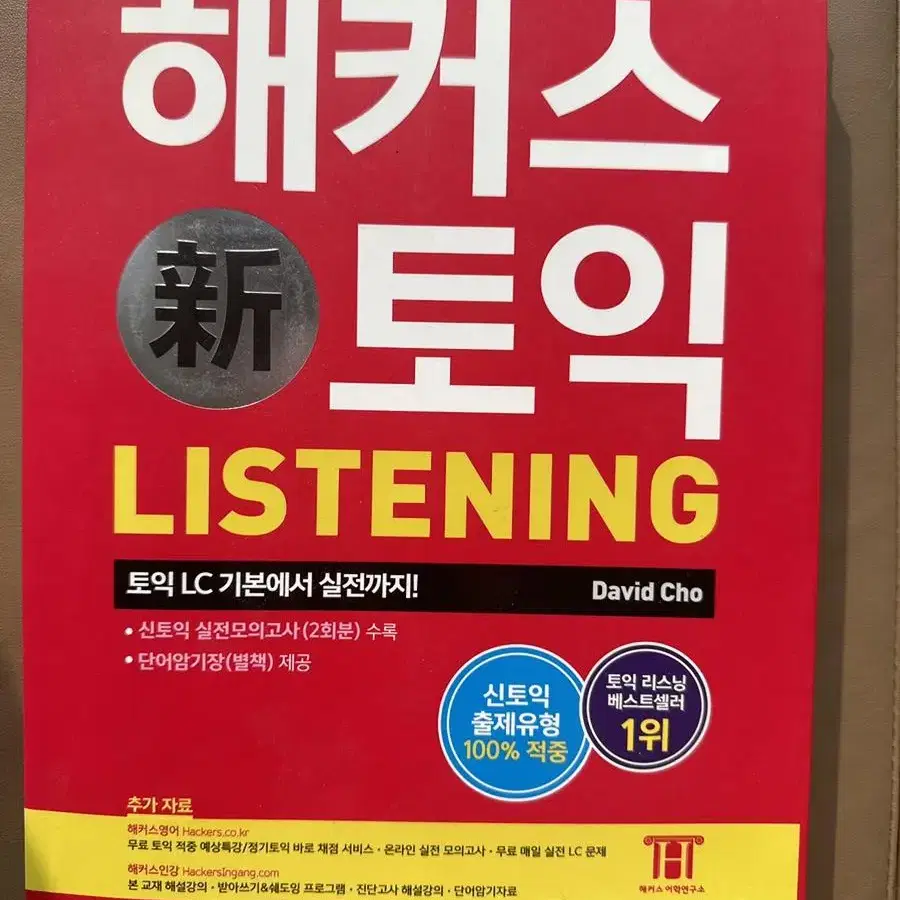 해커스
新 토익
LISTENING
토익 LC 기본에서 실전까지! David Cho
• 신토익 실전모의고사(2회분) 수록
• 단어암기장(별책) 제공
신토익
출제유형
100% 적중
토익 리스닝
베스트셀러
1위
추가 자료
해커스영어 Hackers.co.kr
무료 토익 적중 예상특강/정기토익 바로 채점 서비스 · 온라인 실전 모의고사 · 무료 매일 실전 LC 문제
해커스인강 HackersIngang.com
본 교재 해설강의 · 받아쓰기&쉐도잉 프로그램 · 진단고사 해설강의 · 단어암기자료
해커스 어학연구소